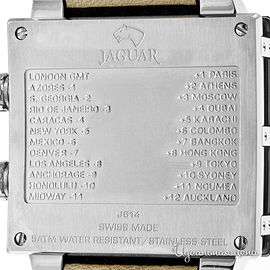 JAGUAR
LONDON GMT +1 PARIS
AZORES -1 +2 ATHENS
S. GEORGIA -2 +3 MOSCOW
RIO DE JANEIRO -3 +4 DUBAI
CARACAS -4 +5 KARACHI
NEW YORK -5 +6 COLOMBO
MEXICO -6 +7 BANGKOK
DENVER -7 +8 HONG KONG
LOS ANGELES -8 +9 TOKYO
ANCHORAGE -9 +10 SYDNEY
HONOLULU -10 +11 NOUMEA
MIDWAY -11 +12 AUCKLAND
J614
SWISS MADE
5ATM WATER RESISTANT/STAINLESS STEEL